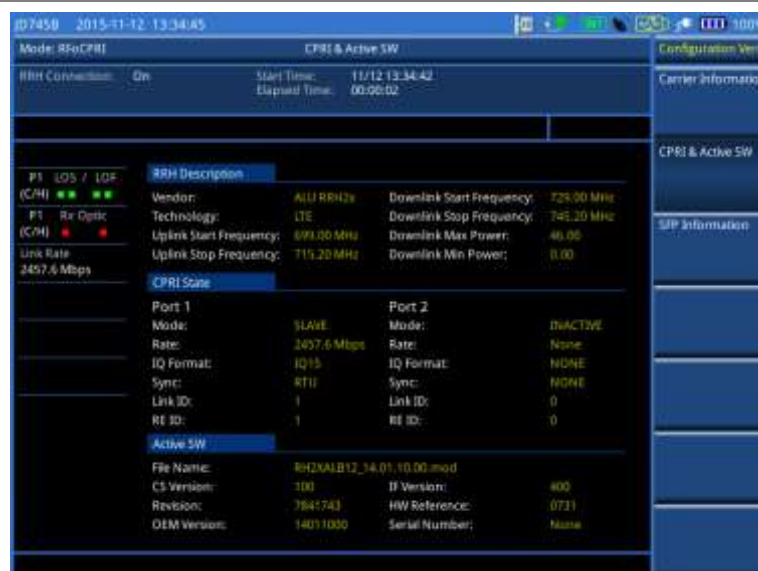 JD745B 2015-11-12 13:34:45
100%
Mode: RFoCPRI CPRI & Active SW
RRH Connection: On Start Time: 11/12 13:34:42
Elapsed Time: 00:00:02
Configuration Ver
Carrier Informatio
CPRI & Active SW
SFP Information
P1 LOS / LOF
(C/H)
P1 Rx Optic
(C/H)
Link Rate
2457.6 Mbps
RRH Description
Vendor: ALU RRH2x Downlink Start Frequency: 729.00 MHz
Technology: LTE Downlink Stop Frequency: 745.20 MHz
Uplink Start Frequency: 699.00 MHz Downlink Max Power: 46.00
Uplink Stop Frequency: 715.20 MHz Downlink Min Power: 0.00
CPRI State
Port 1 Port 2
Mode: SLAVE Mode: INACTIVE
Rate: 2457.6 Mbps Rate: None
IQ Format: IQ15 IQ Format: NONE
Sync: RTU Sync: NONE
Link ID: 1 Link ID: 0
RE ID: 1 RE ID: 0
Active SW
File Name: RH2XALB12_14.01.10.00.mod
CS Version: 100 IF Version: 400
Revision: 7841743 HW Reference: 0731
OEM Version: 14011000 Serial Number: None